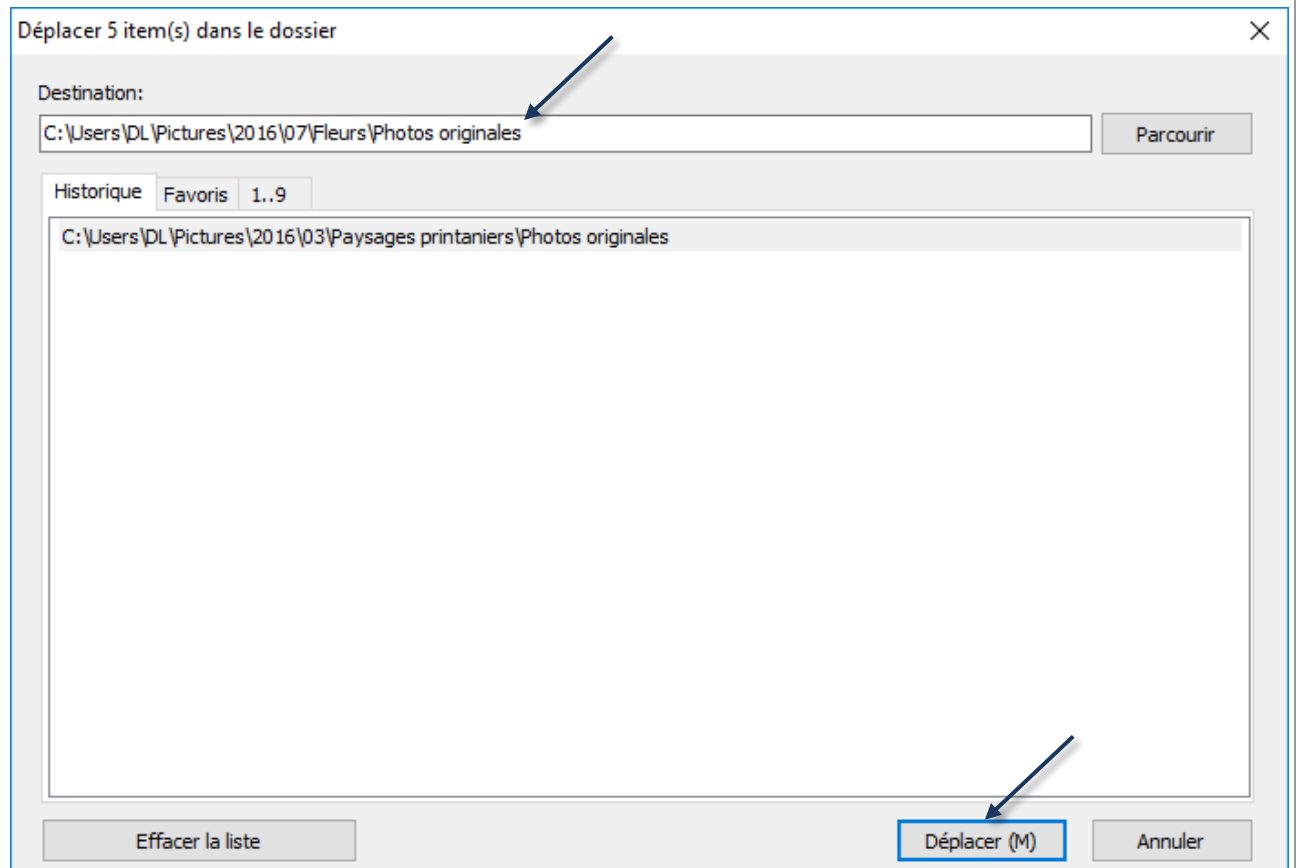 Déplacer 5 item(s) dans le dossier
Destination:
C:\Users\DL\Pictures\2016\07\Fleurs\Photos originales
Parcourir
Historique Favoris 1..9
C:\Users\DL\Pictures\2016\03\Paysages printaniers\Photos originales
Effacer la liste
Déplacer (M)
Annuler